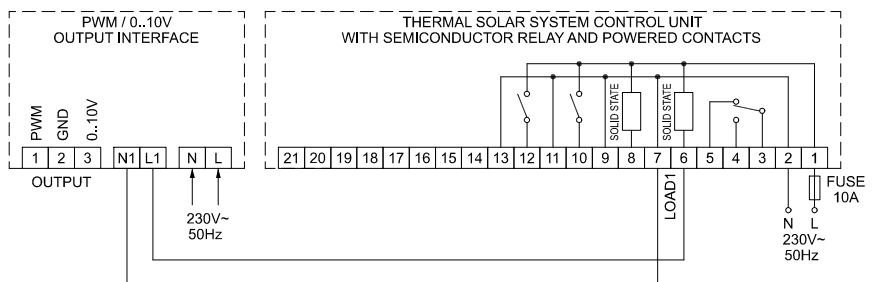 PWM / 0..10V
OUTPUT INTERFACE
THERMAL SOLAR SYSTEM CONTROL UNIT
WITH SEMICONDUCTOR RELAY AND POWERED CONTACTS
SOLID STATE
SOLID STATE
PWM
GND
0..10V
1 2 3 N1 L1 N L
21 20 19 18 17 16 15 14 13 12 11 10 9 8 7 6 5 4 3 2 1
OUTPUT
LOAD1
FUSE
10A
230V~
50Hz
N L
230V~
50Hz